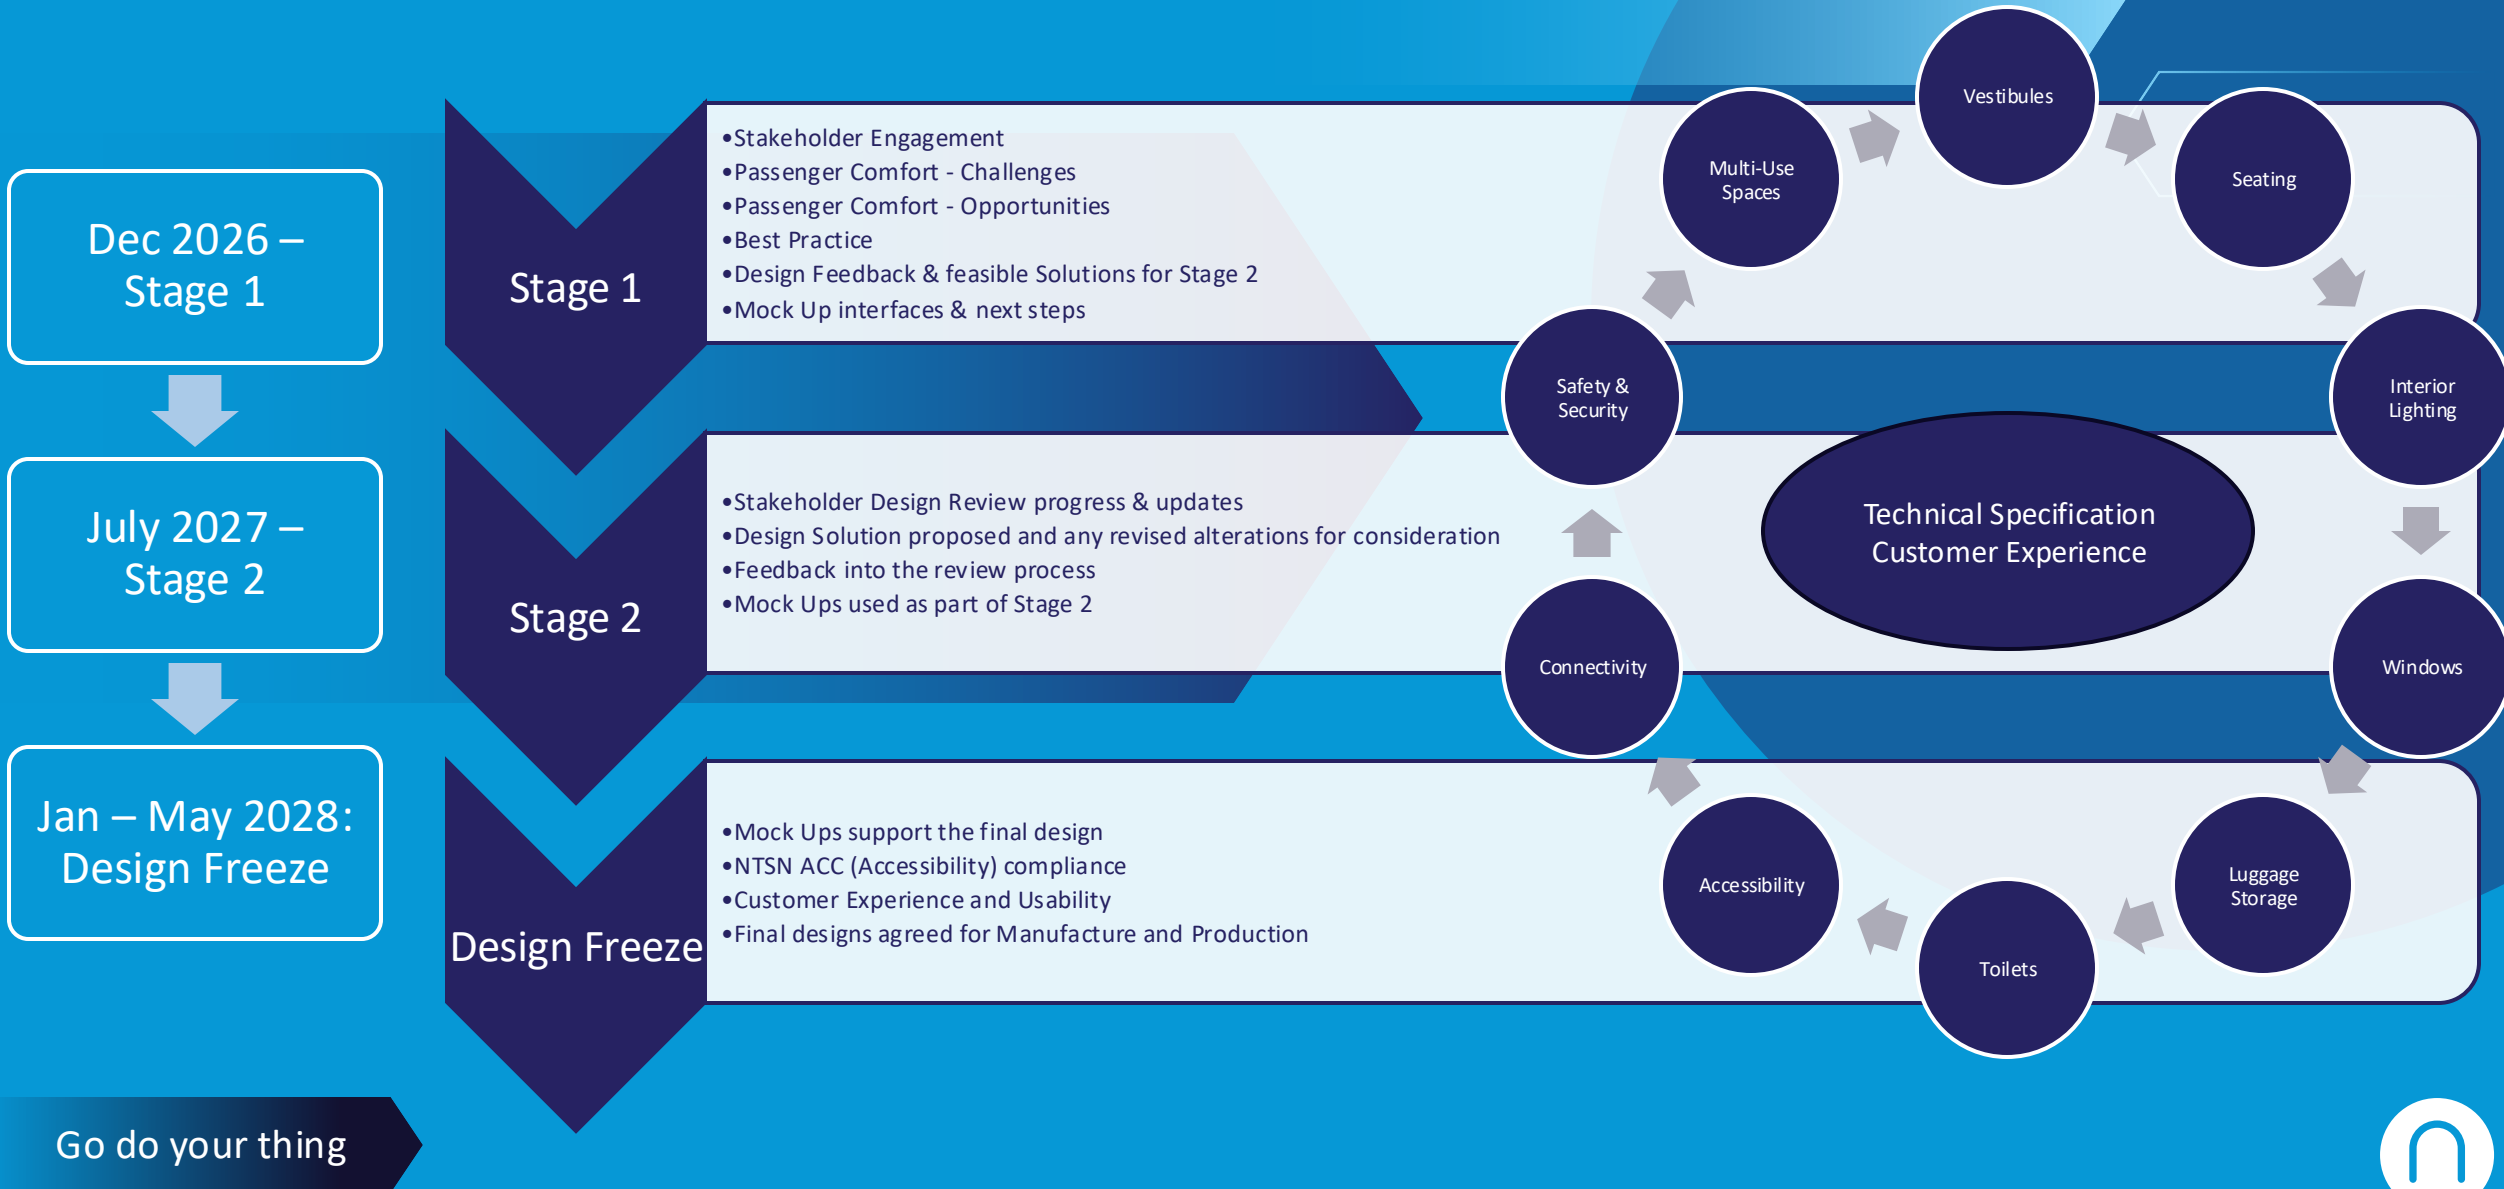 Dec 2026 –
Stage 1
July 2027 –
Stage 2
Jan – May 2028:
Design Freeze
Stage 1
•Stakeholder Engagement
•Passenger Comfort - Challenges
•Passenger Comfort - Opportunities
•Best Practice
•Design Feedback & feasible Solutions for Stage 2
•Mock Up interfaces & next steps
Stage 2
•Stakeholder Design Review progress & updates
•Design Solution proposed and any revised alterations for consideration
•Feedback into the review process
•Mock Ups used as part of Stage 2
Design Freeze
•Mock Ups support the final design
•NTSN ACC (Accessibility) compliance
•Customer Experience and Usability
•Final designs agreed for Manufacture and Production
Vestibules
Seating
Interior
Lighting
Windows
Luggage
Storage
Toilets
Accessibility
Connectivity
Safety &
Security
Multi-Use
Spaces
Technical Specification
Customer Experience
Go do your thing
n